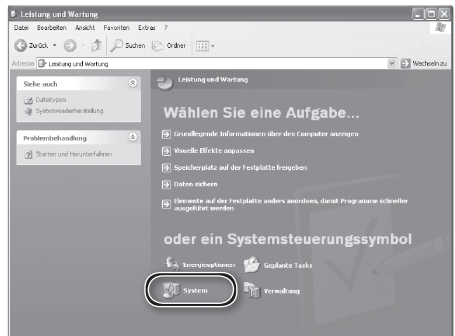 Leistung und Wartung
Datei Bearbeiten Ansicht Favoriten Extras ?
Zurück Suchen Ordner
Adresse Leistung und Wartung Wechseln zu
Siehe auch
Dateitypen
Systemwiederherstellung
Problembehandlung
Starten und Herunterfahren
Leistung und Wartung
Wählen Sie eine Aufgabe...
Grundlegende Informationen über den Computer anzeigen
Visuelle Effekte anpassen
Speicherplatz auf der Festplatte freigeben
Daten sichern
Elemente auf der Festplatte anders anordnen, damit Programme schneller
ausgeführt werden
oder ein Systemsteuerungssymbol
Energieoptionen Geplante Tasks
System Verwaltung